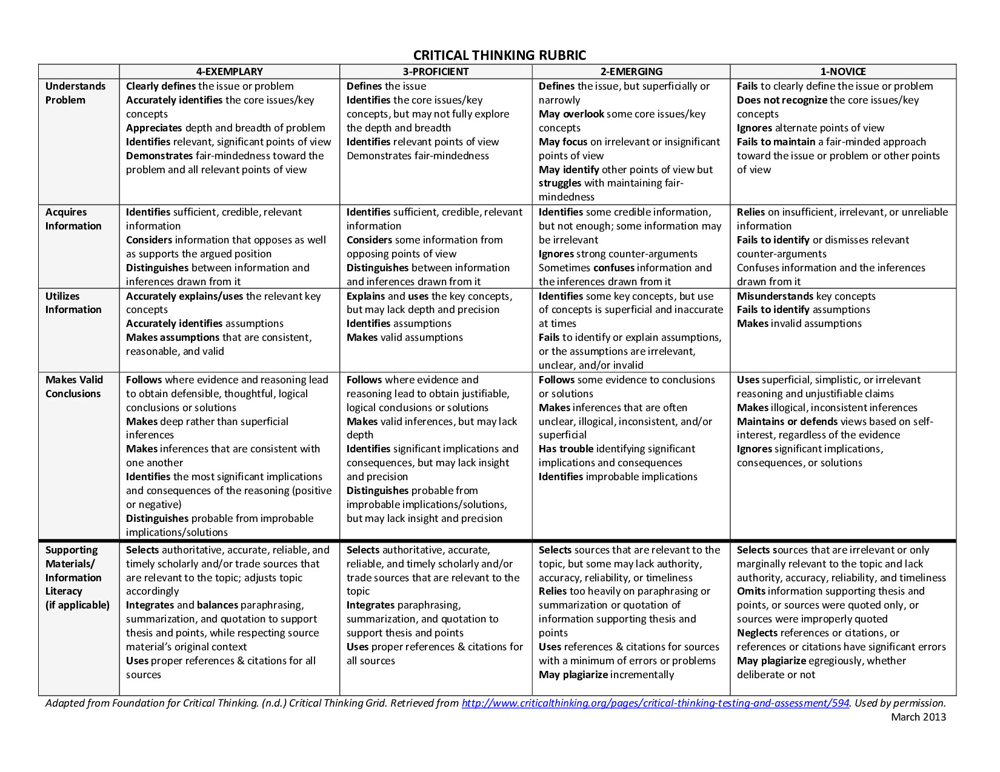 CRITICAL THINKING RUBRIC
4-EXEMPLARY
3-PROFICIENT
2-EMERGING
1-NOVICE
Understands
Problem
Clearly defines the issue or problem
Accurately identifies the core issues/key
concepts
Appreciates depth and breadth of problem
Identifies relevant, significant points of view
Demonstrates fair-mindedness toward the
problem and all relevant points of view
Defines the issue
Identifies the core issues/key
concepts, but may not fully explore
the depth and breadth
Identifies relevant points of view
Demonstrates fair-mindedness
Defines the issue, but superficially or
narrowly
May overlook some core issues/key
concepts
May focus on irrelevant or insignificant
points of view
May identify other points of view but
struggles with maintaining fair-
mindedness
Fails to clearly define the issue or problem
Does not recognize the core issues/key
concepts
Ignores alternate points of view
Fails to maintain a fair-minded approach
toward the issue or problem or other points
of view
Acquires
Information
Identifies sufficient, credible, relevant
information
Considers information that opposes as well
as supports the argued position
Distinguishes between information and
inferences drawn from it
Identifies sufficient, credible, relevant
information
Considers some information from
opposing points of view
Distinguishes between information
and inferences drawn from it
Identifies some credible information,
but not enough; some information may
be irrelevant
Ignores strong counter-arguments
Sometimes confuses information and
the inferences drawn from it
Relies on insufficient, irrelevant, or unreliable
information
Fails to identify or dismisses relevant
counter-arguments
Confuses information and the inferences
drawn from it
Utilizes
Information
Accurately explains/uses the relevant key
concepts
Accurately identifies assumptions
Makes assumptions that are consistent,
reasonable, and valid
Explains and uses the key concepts,
but may lack depth and precision
Identifies assumptions
Makes valid assumptions
Identifies some key concepts, but use
of concepts is superficial and inaccurate
at times
Fails to identify or explain assumptions,
or the assumptions are irrelevant,
unclear, and/or invalid
Misunderstands key concepts
Fails to identify assumptions
Makes invalid assumptions
Makes Valid
Conclusions
Follows where evidence and reasoning lead
to obtain defensible, thoughtful, logical
conclusions or solutions
Makes deep rather than superficial
inferences
Makes inferences that are consistent with
one another
Identifies the most significant implications
and consequences of the reasoning (positive
or negative)
Distinguishes probable from improbable
implications/solutions
Follows where evidence and
reasoning lead to obtain justifiable,
logical conclusions or solutions
Makes valid inferences, but may lack
depth
Identifies significant implications and
consequences, but may lack insight
and precision
Distinguishes probable from
improbable implications/solutions,
but may lack insight and precision
Follows some evidence to conclusions
or solutions
Makes inferences that are often
unclear, illogical, inconsistent, and/or
superficial
Has trouble identifying significant
implications and consequences
Identifies improbable implications
Uses superficial, simplistic, or irrelevant
reasoning and unjustifiable claims
Makes illogical, inconsistent inferences
Maintains or defends views based on self-
interest, regardless of the evidence
Ignores significant implications,
consequences, or solutions
Supporting
Materials/
Information
Literacy
(if applicable)
Selects authoritative, accurate, reliable, and
timely scholarly and/or trade sources that
are relevant to the topic; adjusts topic
accordingly
Integrates and balances paraphrasing,
summarization, and quotation to support
thesis and points, while respecting source
material’s original context
Uses proper references & citations for all
sources
Selects authoritative, accurate,
reliable, and timely scholarly and/or
trade sources that are relevant to the
topic
Integrates paraphrasing,
summarization, and quotation to
support thesis and points
Uses proper references & citations for
all sources
Selects sources that are relevant to the
topic, but some may lack authority,
accuracy, reliability, or timeliness
Relies too heavily on paraphrasing or
summarization or quotation of
information supporting thesis and
points
Uses references & citations for sources
with a minimum of errors or problems
May plagiarize incrementally
Selects sources that are irrelevant or only
marginally relevant to the topic and lack
authority, accuracy, reliability, and timeliness
Omits information supporting thesis and
points, or sources were quoted only, or
sources were improperly quoted
Neglects references or citations, or
references or citations have significant errors
May plagiarize egregiously, whether
deliberate or not
Adapted from Foundation for Critical Thinking. (n.d.) Critical Thinking Grid. Retrieved from http://www.criticalthinking.org/pages/critical-thinking-testing-and-assessment/594. Used by permission.
March 2013